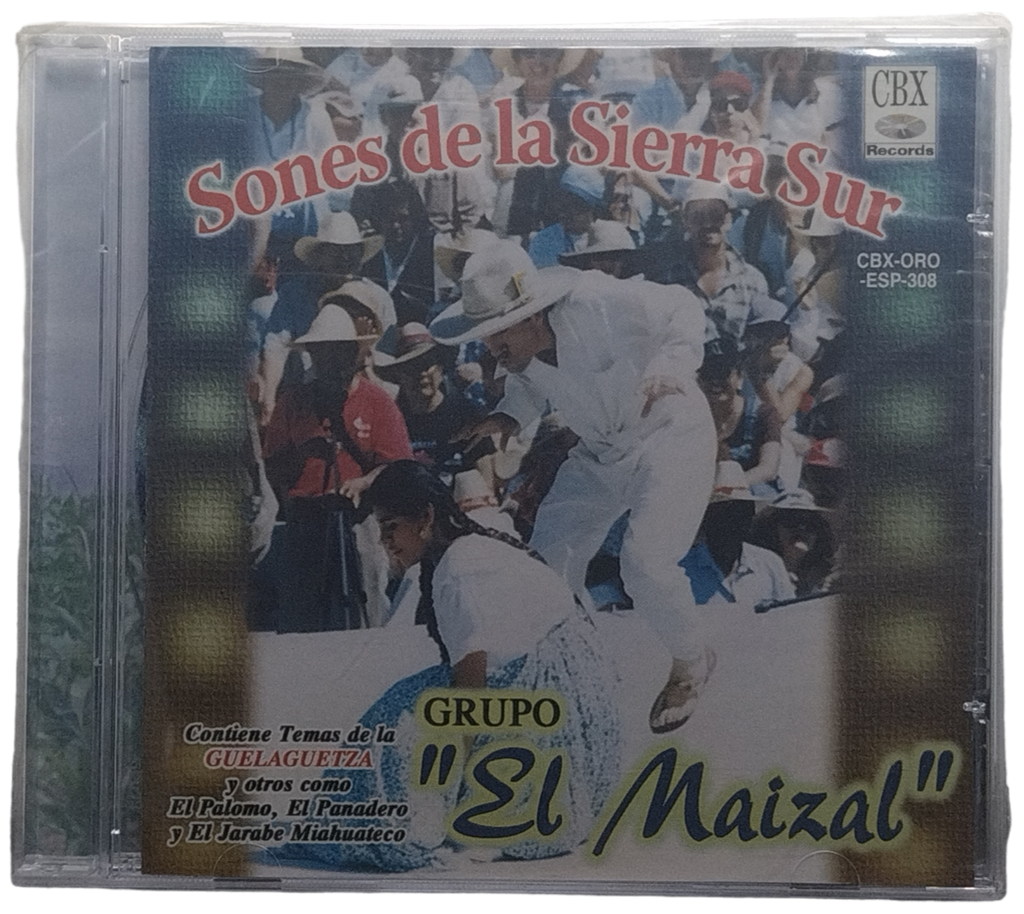 Sones de la Sierra Sur
CBX
Records
CBX-ORO
-ESP-308
Contiene Temas de la
GUELAGUETZA
y otros como
El Palomo, El Panadero
y El Jarabe Miahuateco
GRUPO
"El Maizal"